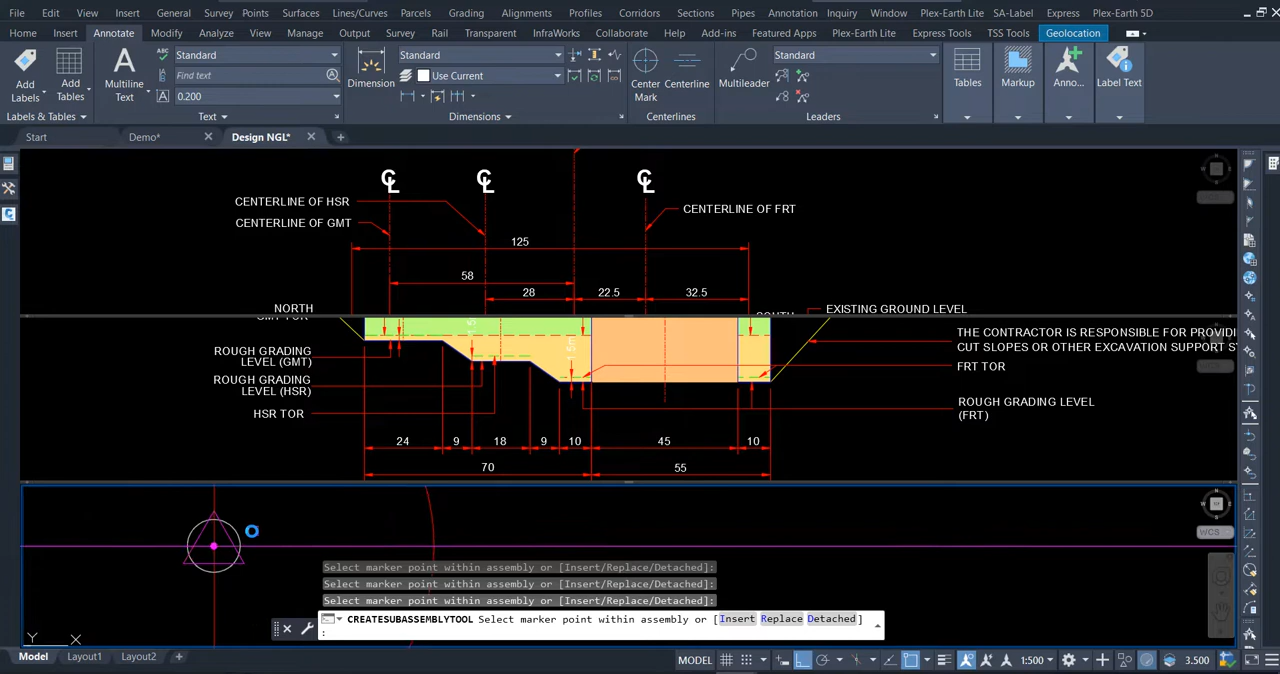 File Edit View Insert General Survey Points Surfaces Lines/Curves Parcels Grading Alignments Profiles Corridors Sections Pipes Annotation Inquiry Window Plex-Earth Lite SA-Label Express Plex-Earth 5D
Home Insert Annotate Modify Analyze View Manage Output Survey Rail Transparent InfraWorks Collaborate Help Add-ins Featured Apps Plex-Earth Lite Express Tools TSS Tools Geolocation
Add Labels
Add Tables
Labels & Tables
Multiline Text
Standard
Find text
0.200
Text
Dimension
Standard
Use Current
Dimensions
Center Mark
Centerline
Centerlines
Multileader
Standard
Leaders
Tables
Markup
Anno...
Label Text
Start Demo* Design NGL*
CENTERLINE OF HSR
CENTERLINE OF GMT
CENTERLINE OF FRT
125
58
28 22.5 32.5
NORTH
EXISTING GROUND LEVEL
THE CONTRACTOR IS RESPONSIBLE FOR PROVIDI
CUT SLOPES OR OTHER EXCAVATION SUPPORT S
ROUGH GRADING
LEVEL (GMT)
FRT TOR
ROUGH GRADING
LEVEL (HSR)
ROUGH GRADING LEVEL
(FRT)
HSR TOR
1.5m
24 9 18 9 10 45 10
70 55
WCS
Select marker point within assembly or [Insert/Replace/Detached]:
Select marker point within assembly or [Insert/Replace/Detached]:
Select marker point within assembly or [Insert/Replace/Detached]:
CREATESUBASSEMBLYTOOL Select marker point within assembly or [Insert Replace Detached]
:
Y X
Model Layout1 Layout2
MODEL 1:500 3.500